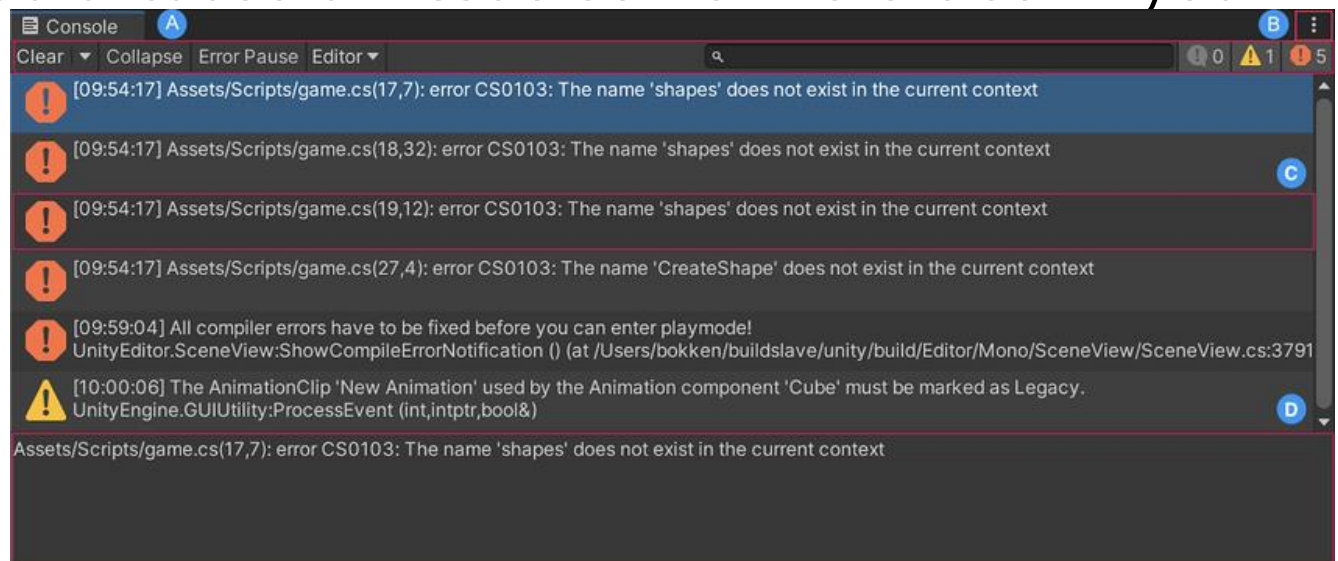 Console
A
B
Clear Collapse Error Pause Editor
0 1 5
[09:54:17] Assets/Scripts/game.cs(17,7): error CS0103: The name 'shapes' does not exist in the current context
[09:54:17] Assets/Scripts/game.cs(18,32): error CS0103: The name 'shapes' does not exist in the current context
C
[09:54:17] Assets/Scripts/game.cs(19,12): error CS0103: The name 'shapes' does not exist in the current context
[09:54:17] Assets/Scripts/game.cs(27,4): error CS0103: The name 'CreateShape' does not exist in the current context
[09:59:04] All compiler errors have to be fixed before you can enter playmode!
UnityEditor.SceneView:ShowCompileErrorNotification () (at /Users/bokken/buildslave/unity/build/Editor/Mono/SceneView/SceneView.cs:3791
[10:00:06] The AnimationClip 'New Animation' used by the Animation component 'Cube' must be marked as Legacy.
UnityEngine.GUIUtility:ProcessEvent (int,intptr,bool&)
D
Assets/Scripts/game.cs(17,7): error CS0103: The name 'shapes' does not exist in the current context